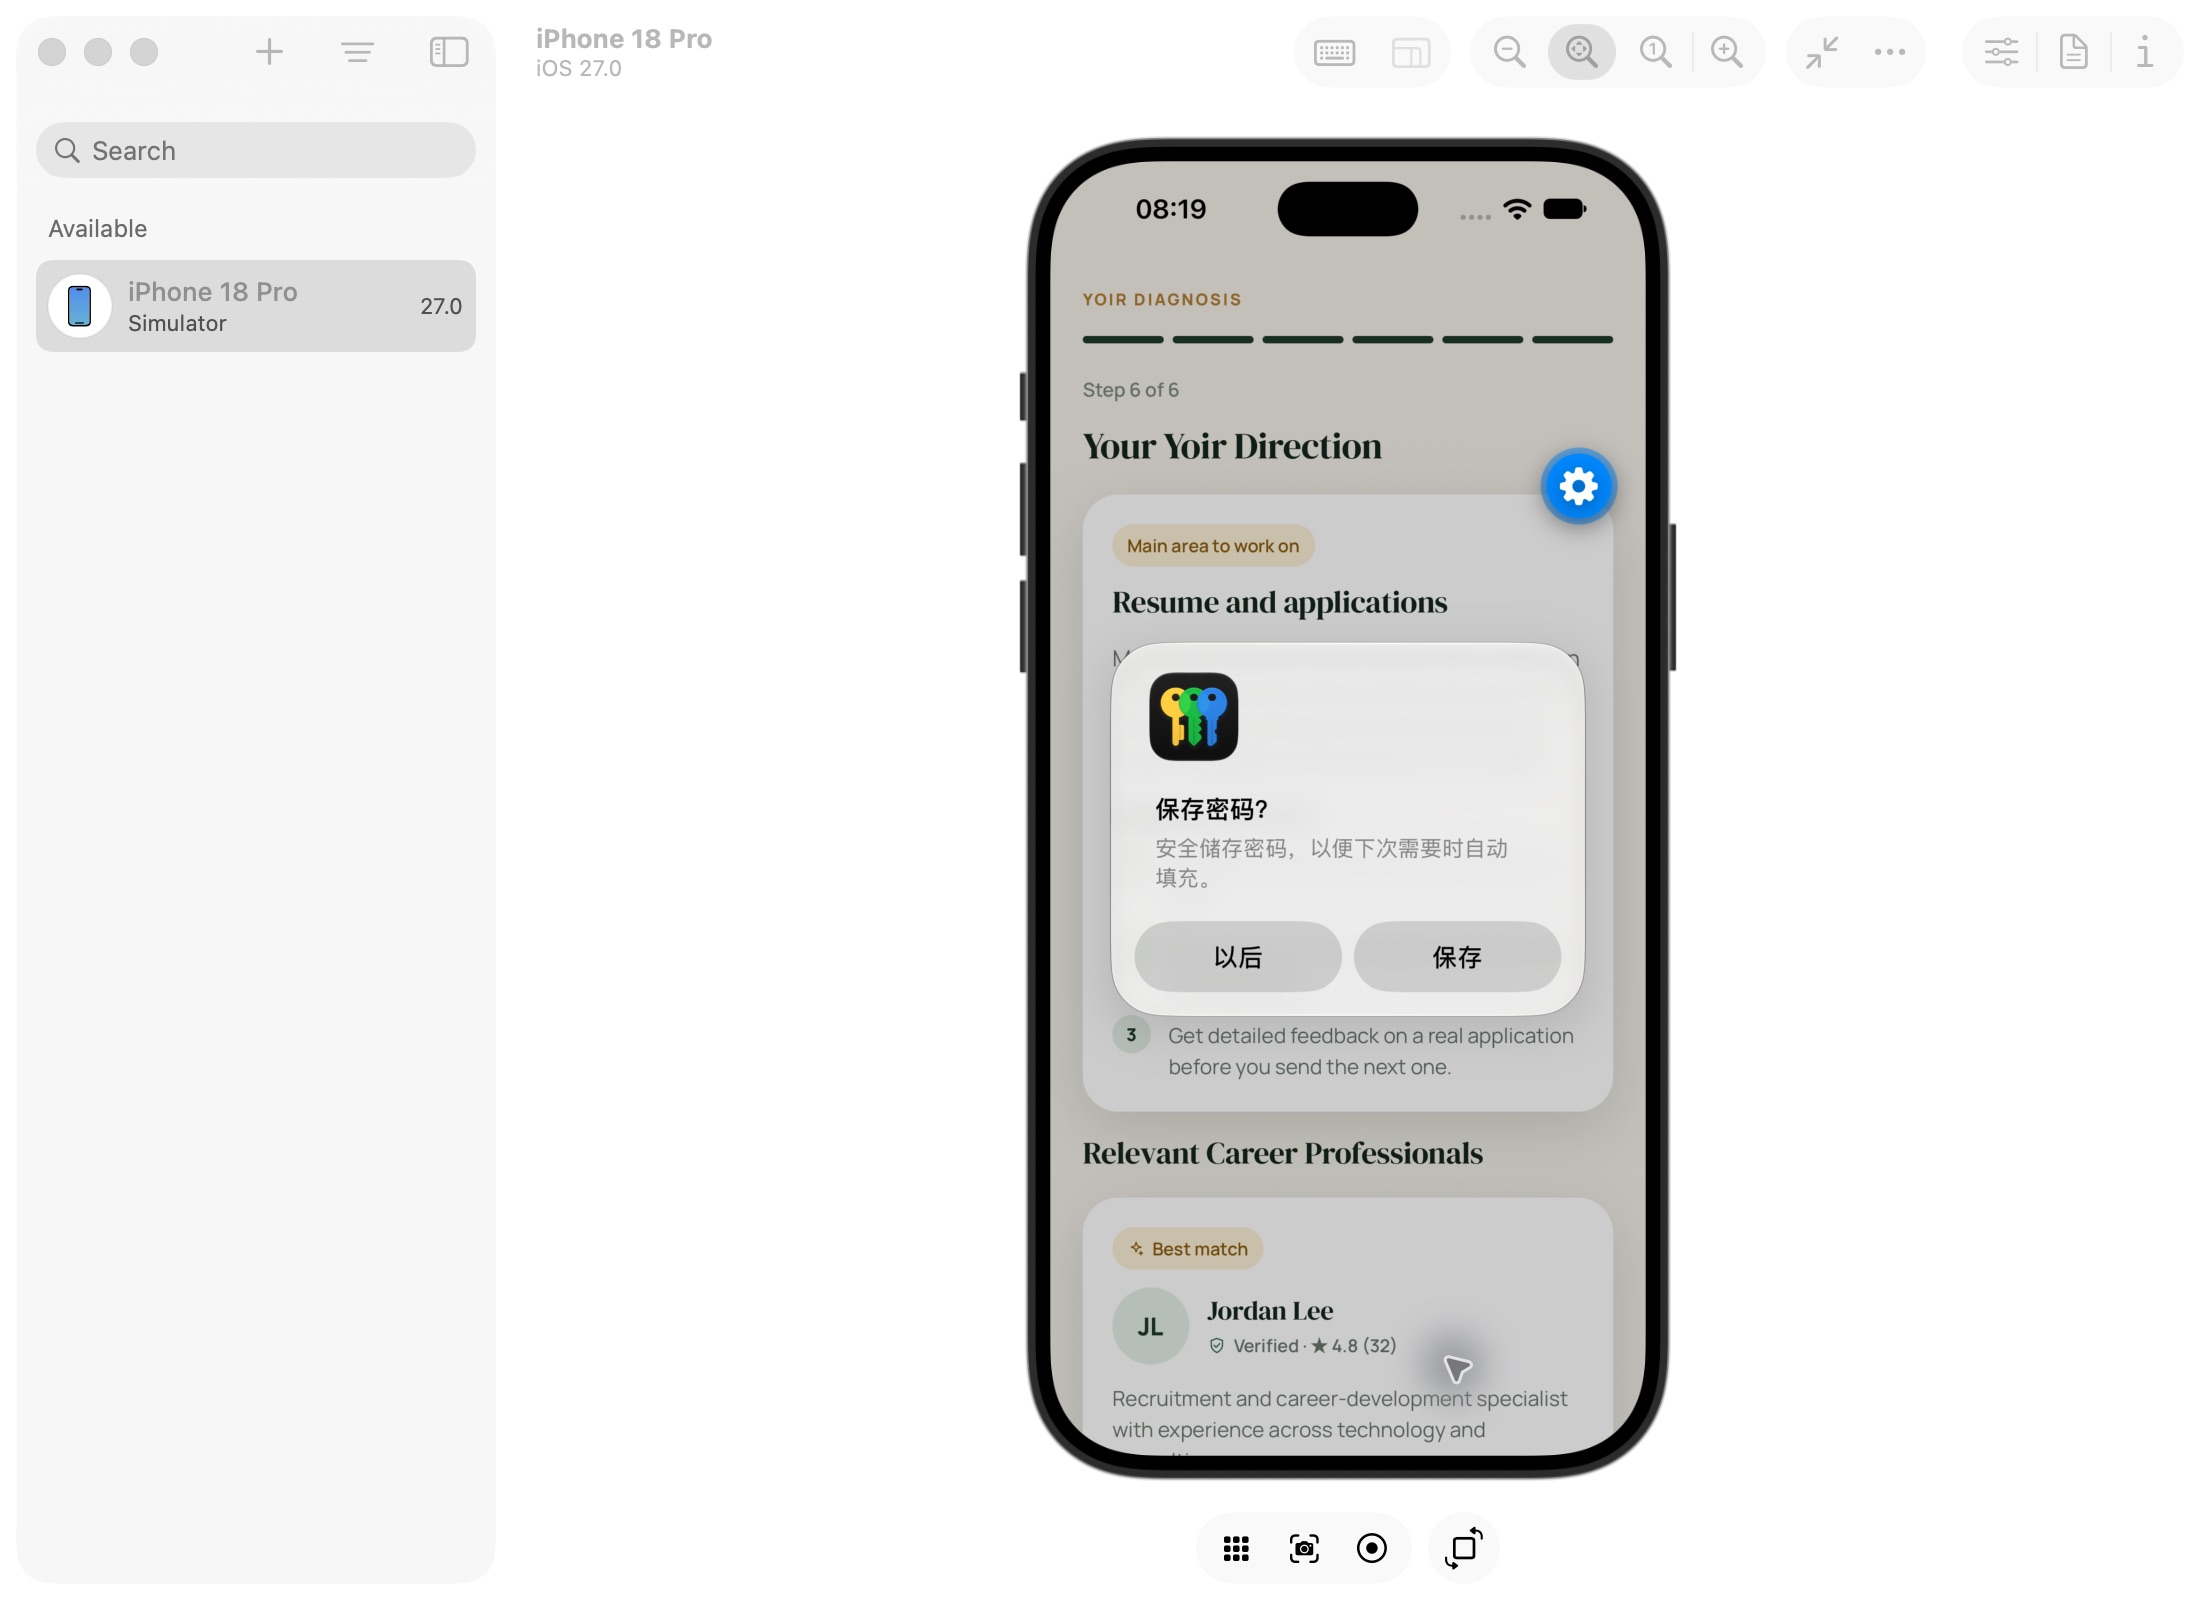 iPhone 18 Pro
iOS 27.0
Search
Available
iPhone 18 Pro
Simulator
27.0
08:19
YOIR DIAGNOSIS
Step 6 of 6
Your Yoir Direction
Main area to work on
Resume and applications
保存密码?
安全储存密码，以便下次需要时自动
填充。
以后
保存
3
Get detailed feedback on a real application
before you send the next one.
Relevant Career Professionals
Best match
JL
Jordan Lee
Verified · ★ 4.8 (32)
Recruitment and career-development specialist
with experience across technology and